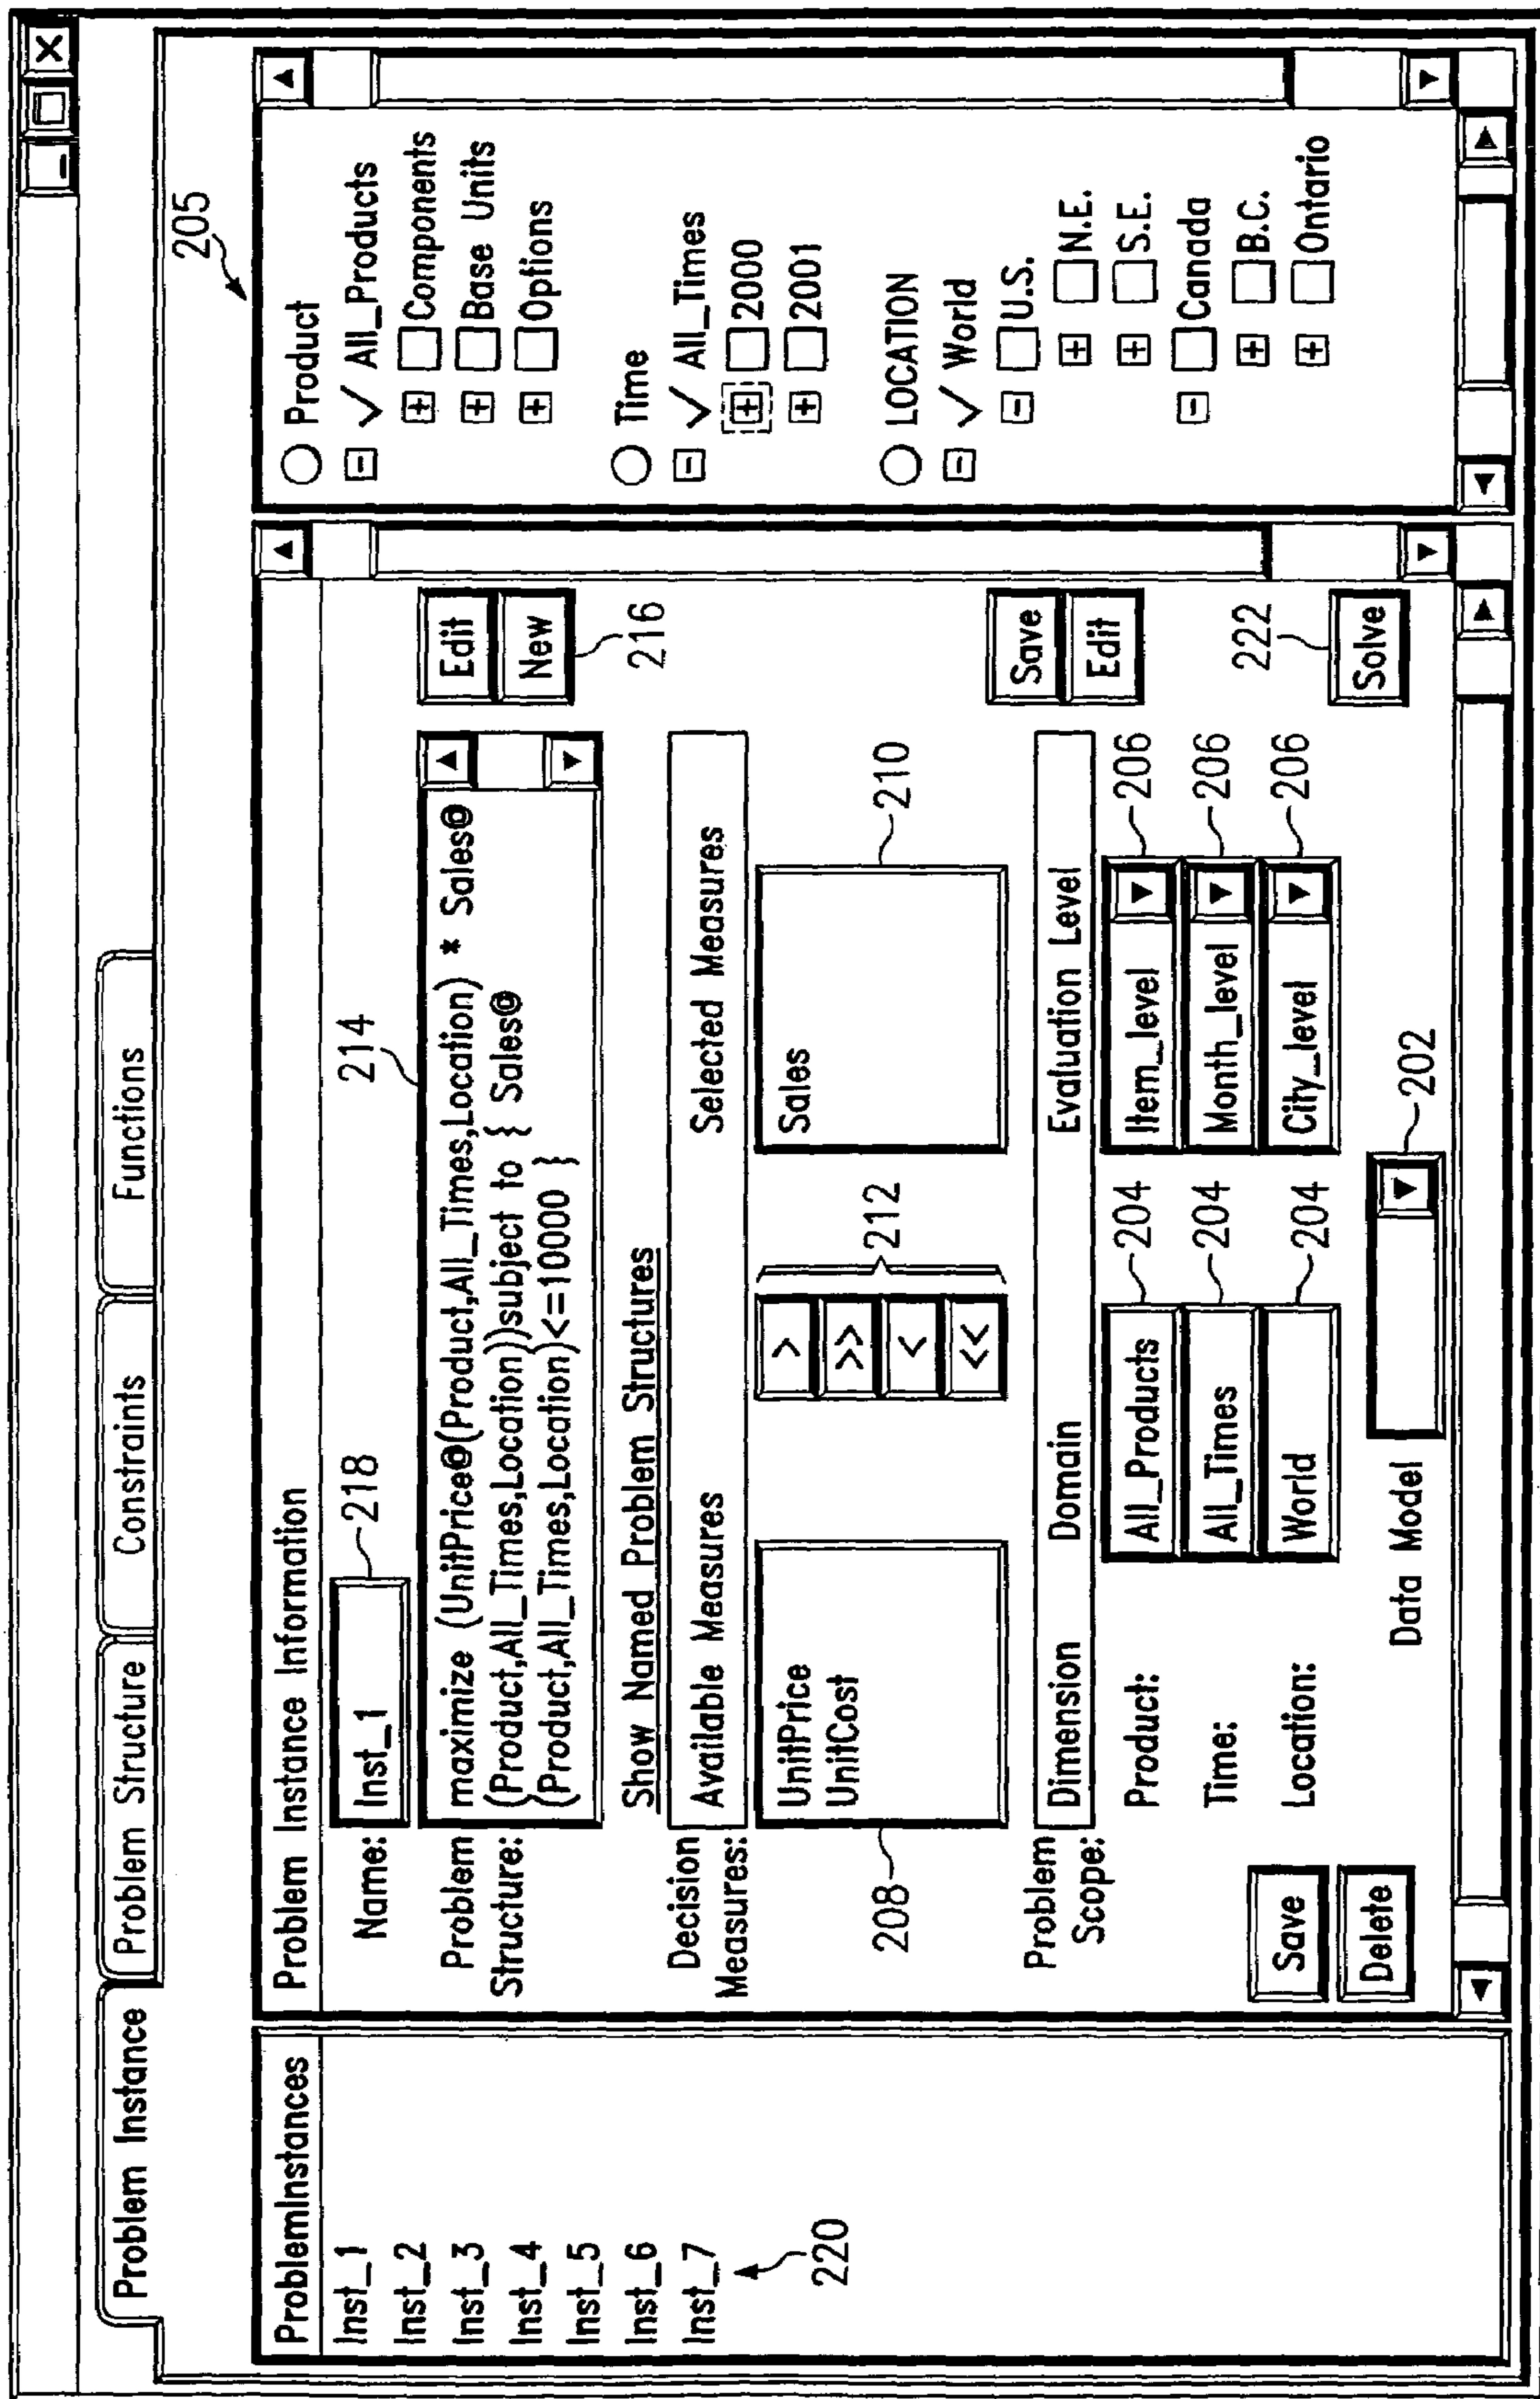 Problem Instance
Problem Structure
Constraints
Functions
ProblemInstances
Inst_1
Inst_2
Inst_3
Inst_4
Inst_5
Inst_6
Inst_7
220
Problem Instance Information
Name:
Inst_1
218
214
Problem
Structure:
maximize (UnitPrice@(Product,All_Times,Location) * Sales@
(Product,All_Times,Location))subject to { Sales@
(Product,All_Times,Location)<=10000 }
Edit
New
216
Show Named Problem Structures
Decision
Measures:
Available Measures
Selected Measures
UnitPrice
UnitCost
208
>
>>
<
<<
212
Sales
210
Save
Edit
Problem
Scope:
Dimension
Domain
Evaluation Level
Product:
All_Products
204
Item_level
206
Time:
All_Times
204
Month_level
206
Location:
World
204
City_level
206
Save
Delete
Data Model
202
222
Solve
205
Product
All_Products
Components
Base Units
Options
Time
All_Times
2000
2001
LOCATION
World
U.S.
N.E.
S.E.
Canada
B.C.
Ontario